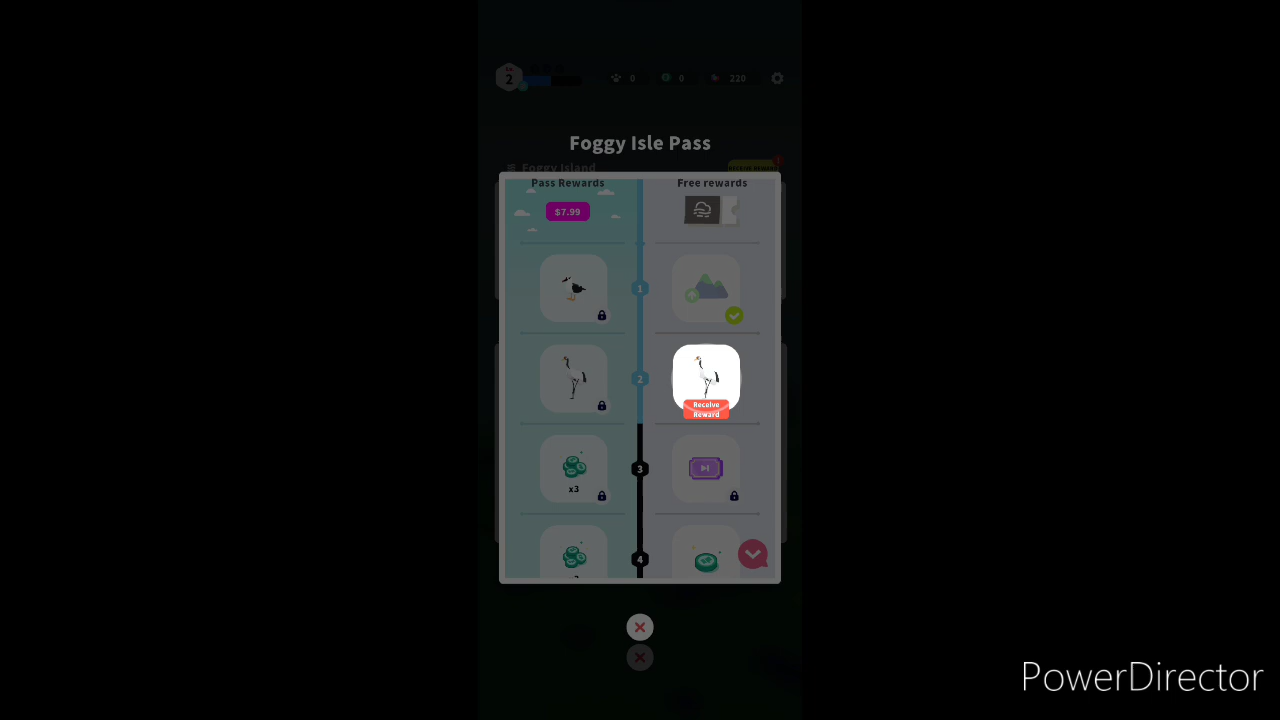 2
0
0
220
Foggy Isle Pass
Foggy Island
Pass Rewards
Free rewards
$7.99
1
2
Receive
Reward
3
x3
4
PowerDirector